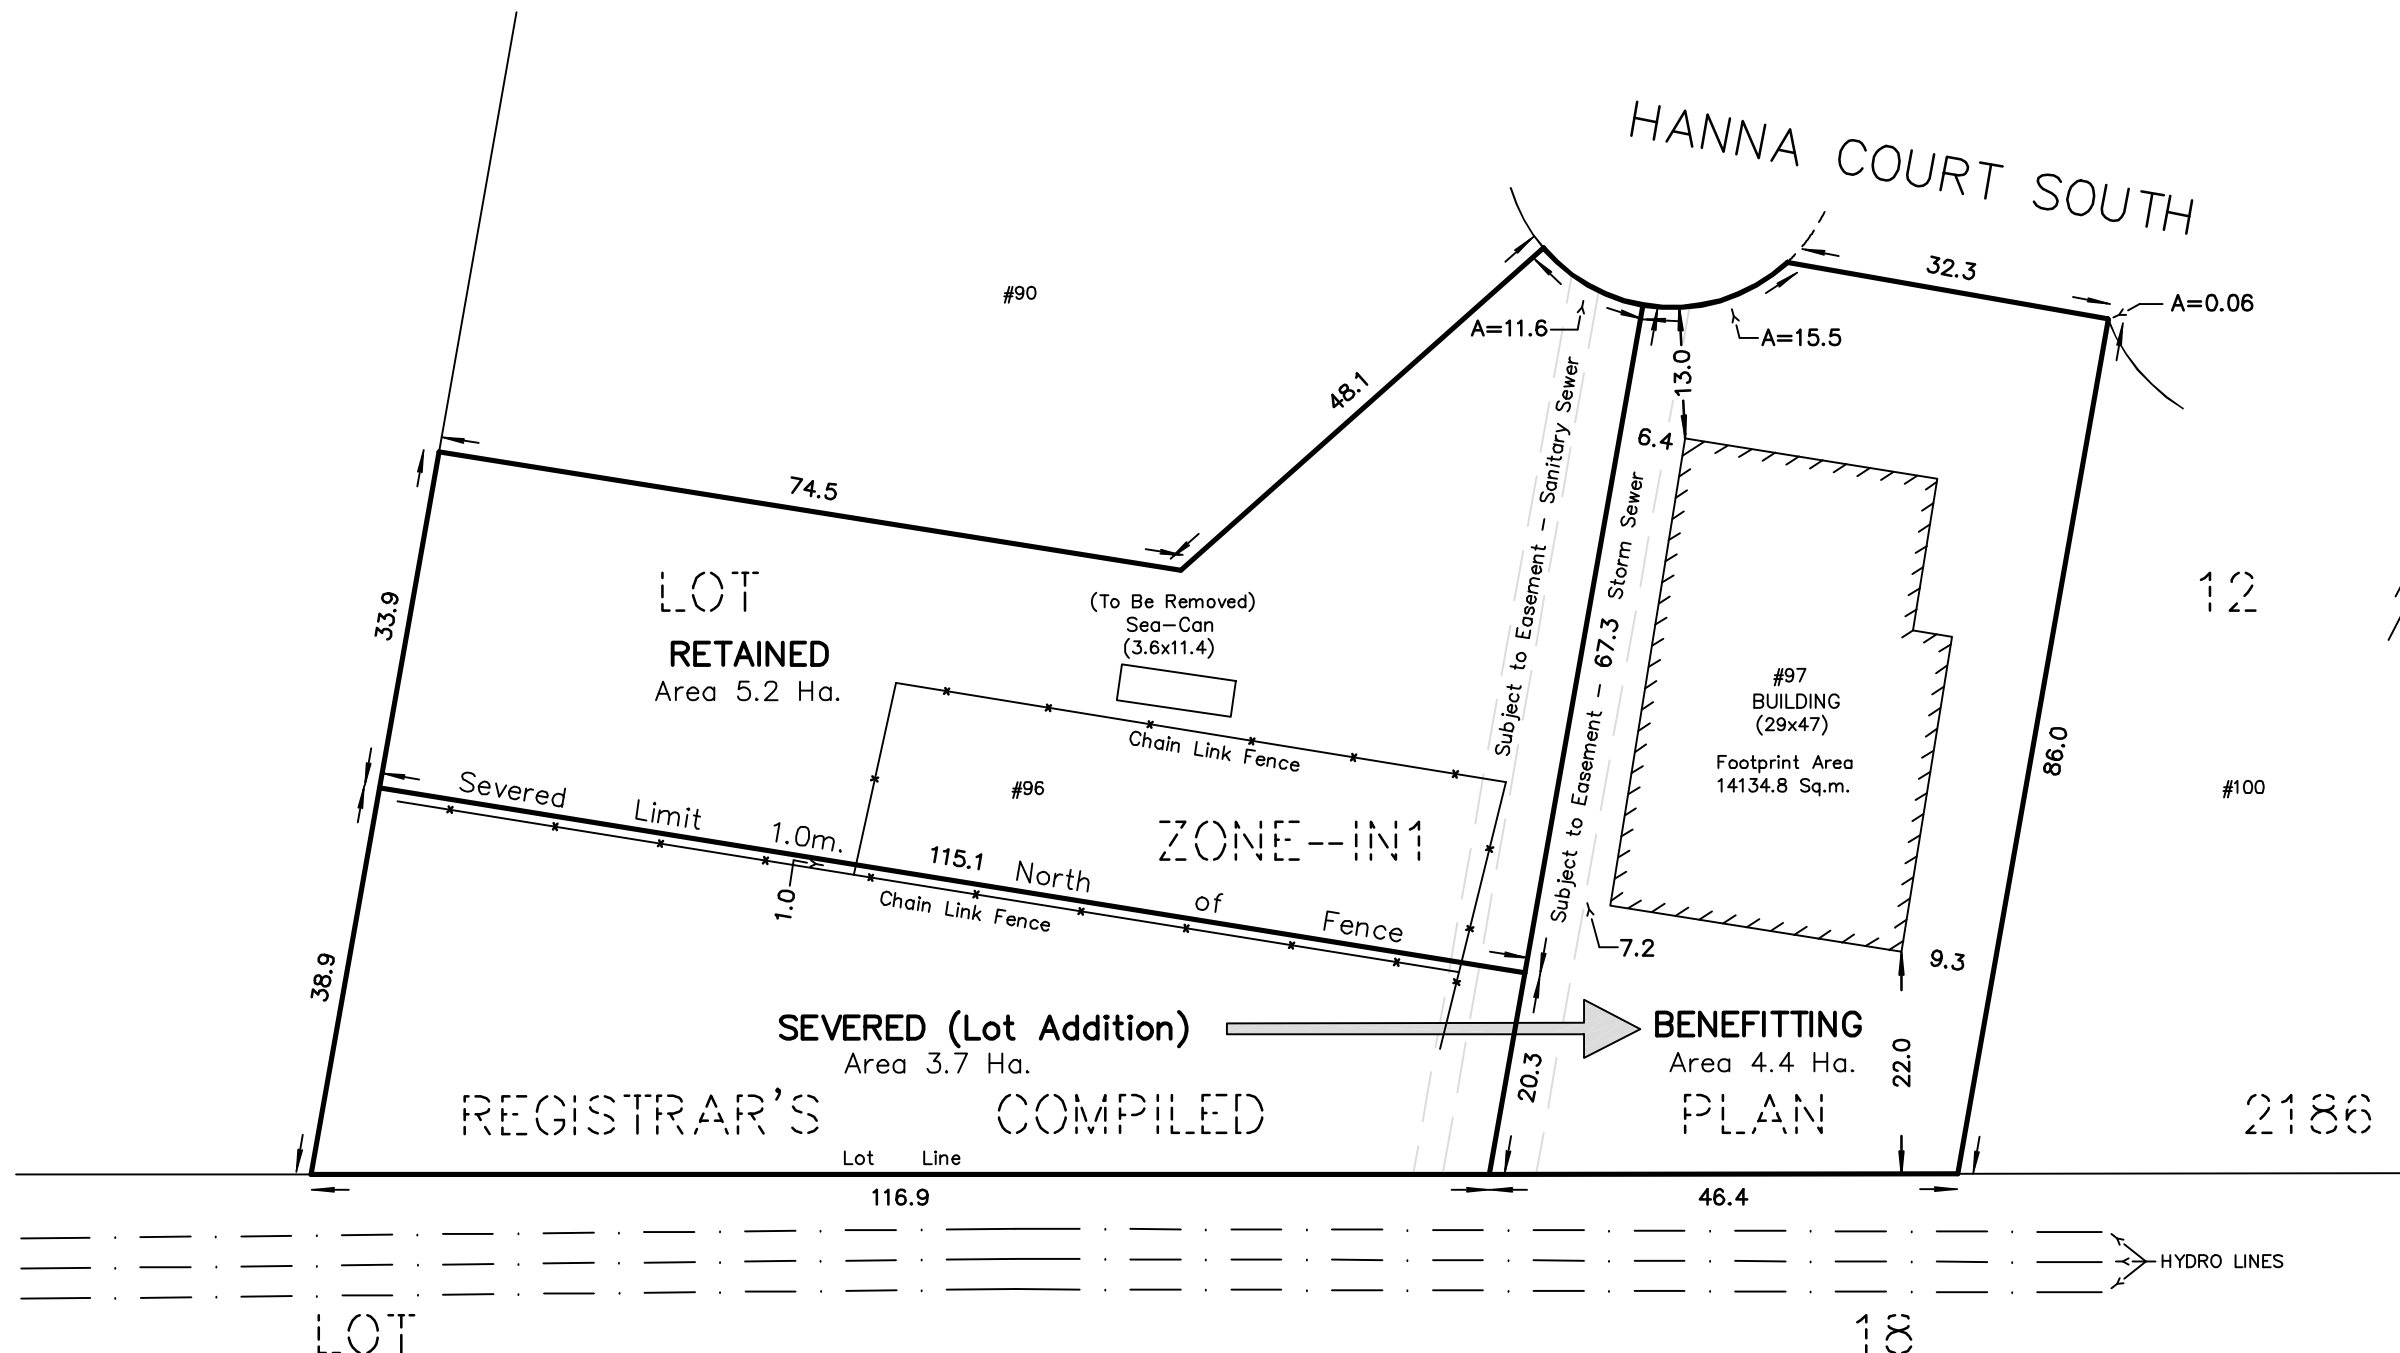 HANNA COURT SOUTH
#90
32.3
A=0.06
A=11.6
A=15.5
13.0
48.1
6.4
74.5
Subject to Easement - Sanitary Sewer
Subject to Easement - 67.3 Storm Sewer
33.9
LOT
12
RETAINED
Area 5.2 Ha.
(To Be Removed)
Sea-Can
(3.6x11.4)
#97
BUILDING
(29x47)
Footprint Area
14134.8 Sq.m.
86.0
#100
Chain Link Fence
#96
ZONE--IN1
Severed Limit 1.0m. North of Fence
115.1
1.0
Chain Link Fence
7.2
9.3
38.9
SEVERED (Lot Addition)
Area 3.7 Ha.
BENEFITTING
Area 4.4 Ha.
20.3
22.0
REGISTRAR'S COMPILED PLAN 2186
Lot Line
116.9
46.4
HYDRO LINES
LOT 18